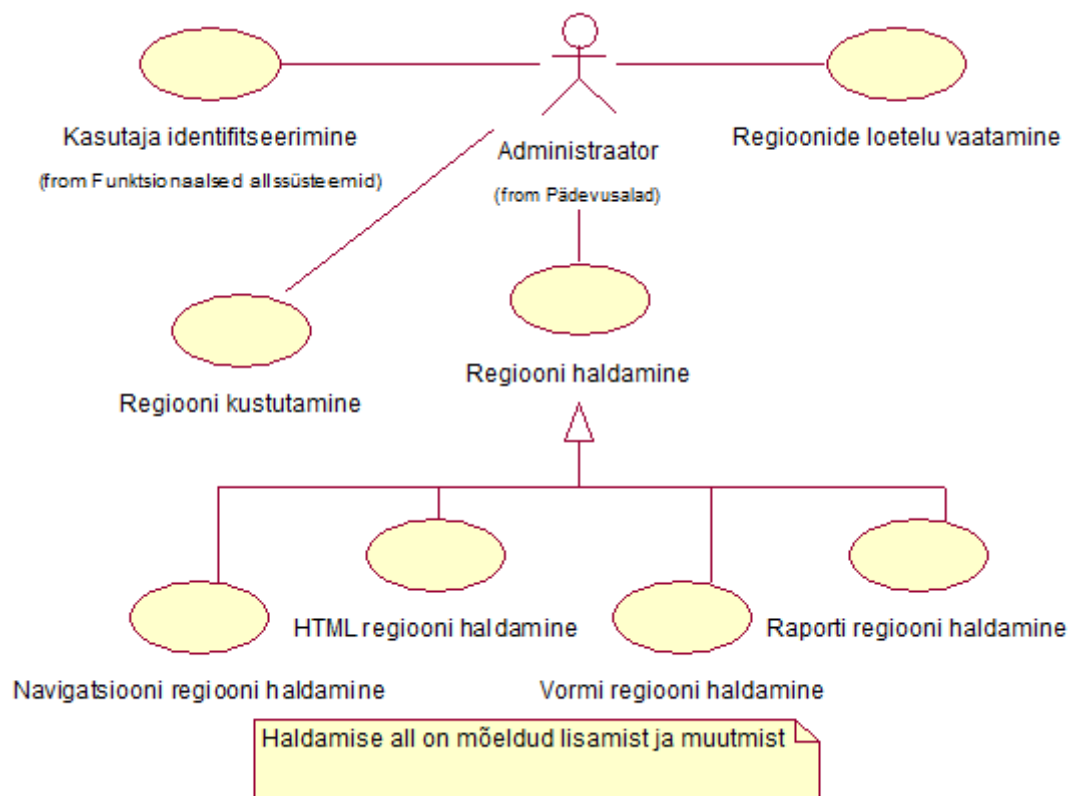 Kasutaja identifitseerimine
(from Funktsionaalsed allssüsteemid)
Administraator
(from Pädevusalad)
Regioonide loetelu vaatamine
Regiooni kustutamine
Regiooni haldamine
Navigatsiooni regiooni haldamine
HTML regiooni haldamine
Vormi regiooni haldamine
Raporti regiooni haldamine
Haldamise all on mõeldud lisamist ja muutmist